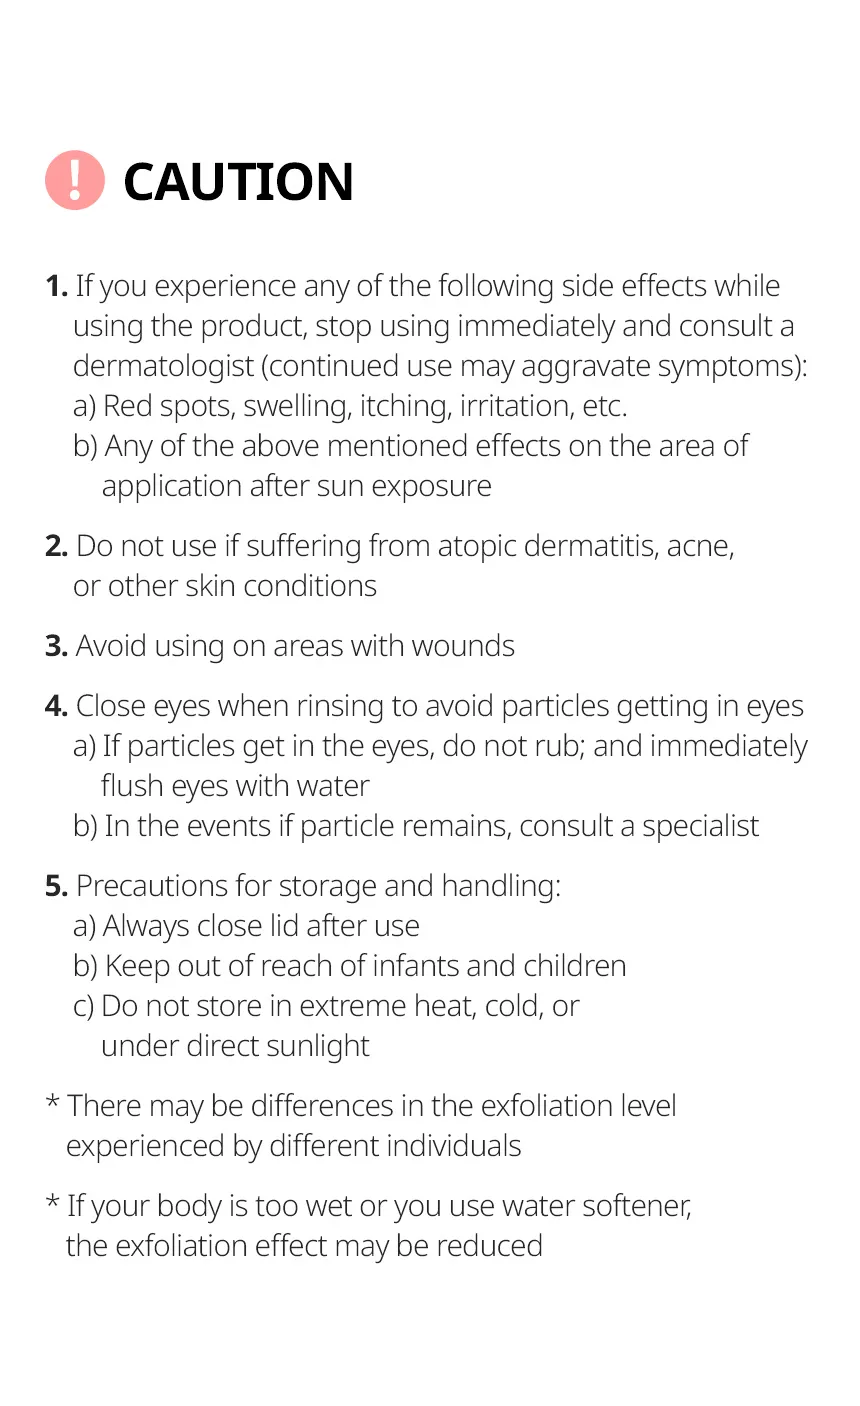 ! CAUTION
1. If you experience any of the following side effects while
using the product, stop using immediately and consult a
dermatologist (continued use may aggravate symptoms):
a) Red spots, swelling, itching, irritation, etc.
b) Any of the above mentioned effects on the area of
application after sun exposure
2. Do not use if suffering from atopic dermatitis, acne,
or other skin conditions
3. Avoid using on areas with wounds
4. Close eyes when rinsing to avoid particles getting in eyes
a) If particles get in the eyes, do not rub; and immediately
flush eyes with water
b) In the events if particle remains, consult a specialist
5. Precautions for storage and handling:
a) Always close lid after use
b) Keep out of reach of infants and children
c) Do not store in extreme heat, cold, or
under direct sunlight
* There may be differences in the exfoliation level
experienced by different individuals
* If your body is too wet or you use water softener,
the exfoliation effect may be reduced